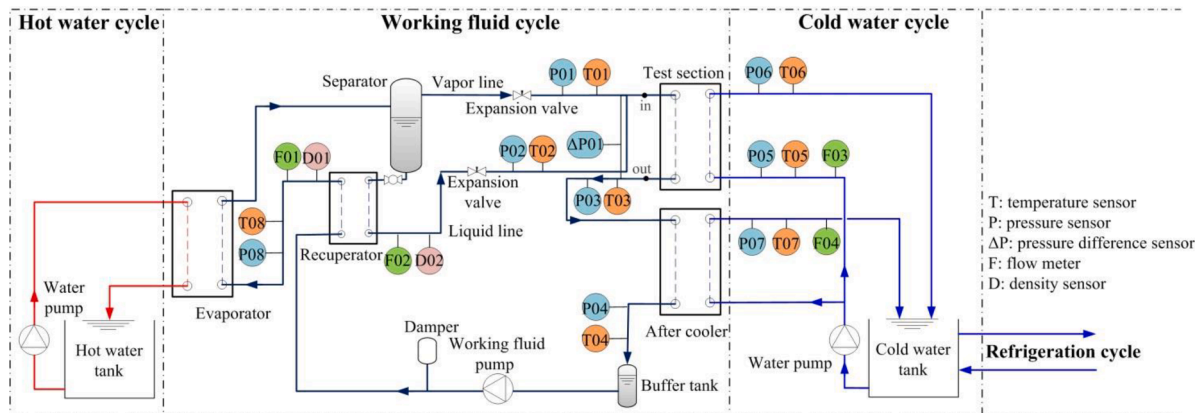 Hot water cycle
Working fluid cycle
Cold water cycle
Separator
Vapor line
P01
T01
Test section
P06
T06
Expansion valve
in
F01
D01
P02
T02
ΔP01
P05
T05
F03
out
Expansion
valve
P03
T03
T08
P08
Recuperator
Liquid line
F02
D02
P07
T07
F04
T: temperature sensor
P: pressure sensor
ΔP: pressure difference sensor
F: flow meter
D: density sensor
Water
pump
Evaporator
P04
T04
After cooler
Hot water
tank
Damper
Working fluid
pump
Buffer tank
Water pump
Cold water
tank
Refrigeration cycle